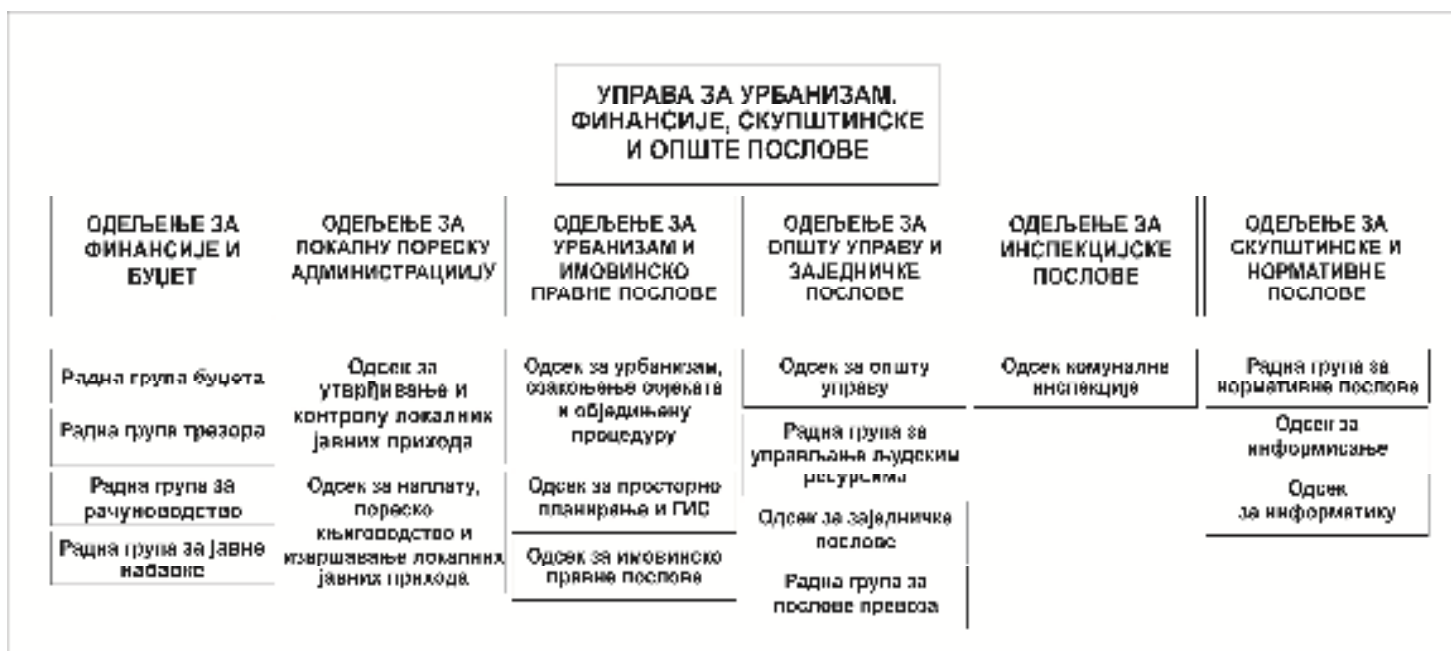 УПРАВА ЗА УРБАНИЗАМ,
ФИНАНСИЈЕ, СКУПШТИНСКЕ
И ОПШТЕ ПОСЛОВЕ
ОДЕЉЕЊЕ ЗА
ФИНАНСИЈЕ И
БУЏЕТ
ОДЕЉЕЊЕ ЗА
ЛОКАЛНУ ПОРЕСКУ
АДМИНИСТРАЦИЈУ
ОДЕЉЕЊЕ ЗА
УРБАНИЗАМ И
ИМОВИНСКО
ПРАВНЕ ПОСЛОВЕ
ОДЕЉЕЊЕ ЗА
ОПШТУ УПРАВУ И
ЗАЈЕДНИЧКЕ
ПОСЛОВЕ
ОДЕЉЕЊЕ ЗА
ИНСПЕКЦИЈСКЕ
ПОСЛОВЕ
ОДЕЉЕЊЕ ЗА
СКУПШТИНСКЕ И
НОРМАТИВНЕ
ПОСЛОВЕ
Радна група буџета
Радна група трезора
Радна група за
рачуноводство
Радна група за јавне
набавке
Одсек за
утврђивање и
контролу локалних
јавних прихода
Одсек за наплату,
пореско
књиговодство и
извршавање локалних
јавних прихода
Одсек за урбанизам,
озакоњење објеката
и обједињену
процедуру
Одсек за просторно
планирање и ГИС
Одсек за имовинско
правне послове
Одсек за општу
управу
Радна група за
управљање људским
ресурсима
Одсек за заједничке
послове
Радна група за
послове превоза
Одсек комуналне
инспекције
Радна група за
нормативне послове
Одсек за
информисање
Одсек
за информатику